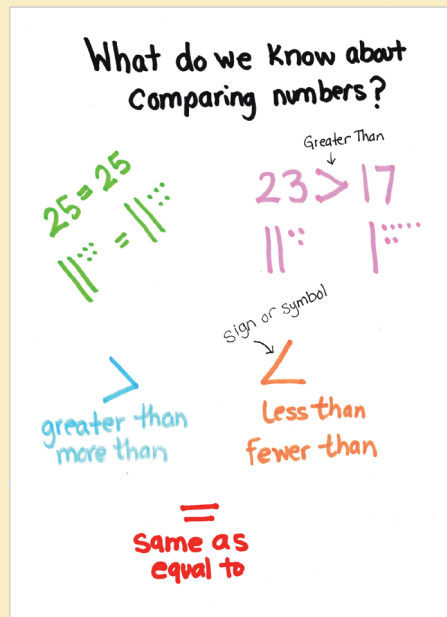 What do we know about
comparing numbers?
25 = 25
=
Greater Than
23 > 17
sign or symbol
>
greater than
more than
<
Less than
fewer than
=
same as
equal to